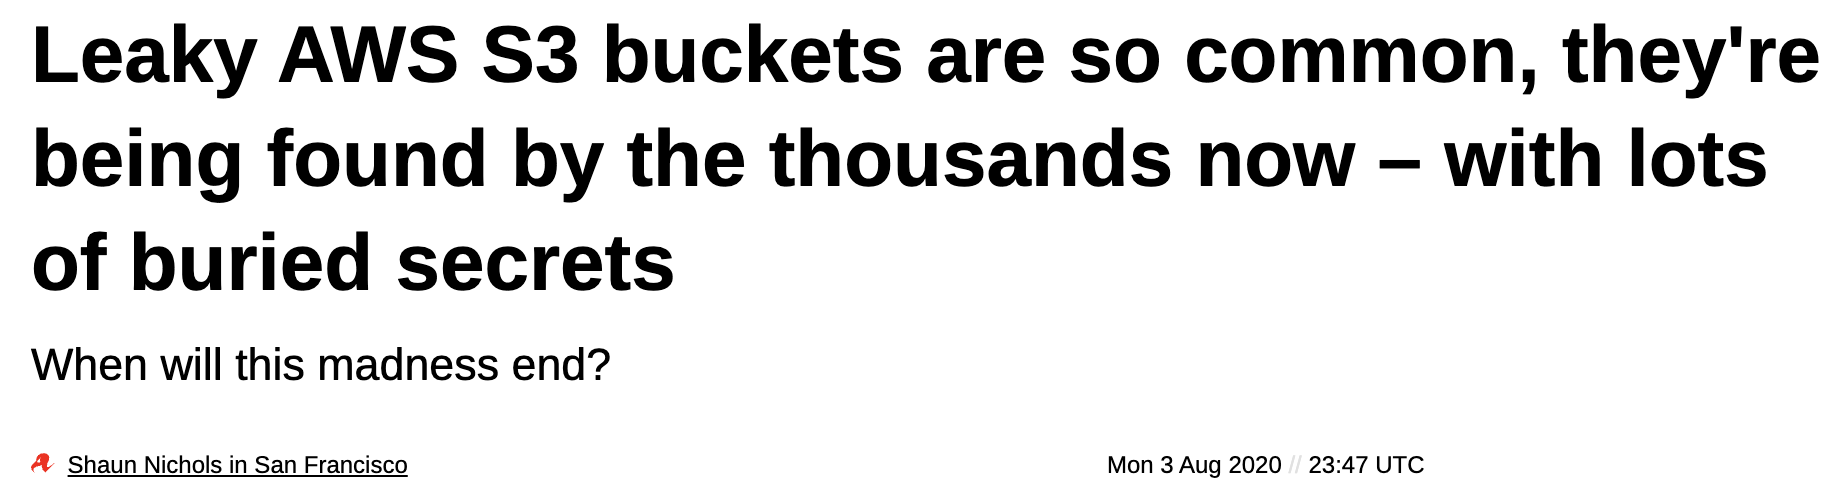 Leaky AWS S3 buckets are so common, they're
being found by the thousands now – with lots
of buried secrets
When will this madness end?
Shaun Nichols in San Francisco
Mon 3 Aug 2020 // 23:47 UTC